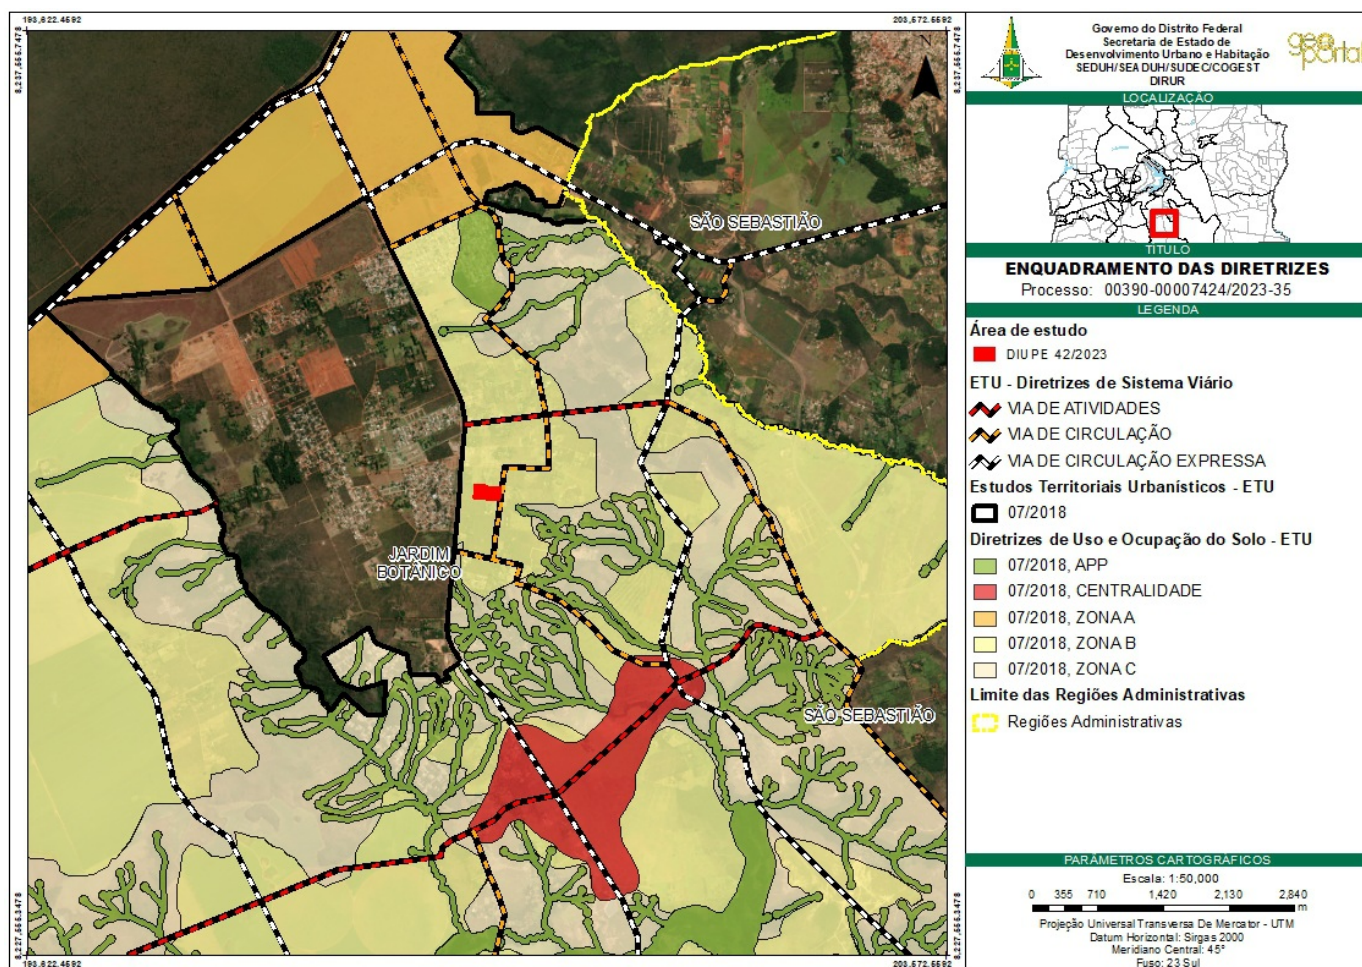 193,622.4592
203,572.5592
8,237,555.7478
8,237,555.7478
N
SÃO SEBASTIÃO
JARDIM
BOTÂNICO
SÃO SEBASTIÃO
8,227,555.3478
8,227,555.3478
193,622.4592
203,572.5592
Governo do Distrito Federal
Secretaria de Estado de
Desenvolvimento Urbano e Habitação
SEDUH/SEADUH/SUDEC/COGEST
DIRUR
geo
portal
LOCALIZAÇÃO
TÍTULO
ENQUADRAMENTO DAS DIRETRIZES
Processo: 00390-00007424/2023-35
LEGENDA
Área de estudo
DIUPE 42/2023
ETU - Diretrizes de Sistema Viário
VIA DE ATIVIDADES
VIA DE CIRCULAÇÃO
VIA DE CIRCULAÇÃO EXPRESSA
Estudos Territoriais Urbanísticos - ETU
07/2018
Diretrizes de Uso e Ocupação do Solo - ETU
07/2018, APP
07/2018, CENTRALIDADE
07/2018, ZONA A
07/2018, ZONA B
07/2018, ZONA C
Limite das Regiões Administrativas
Regiões Administrativas
PARÂMETROS CARTOGRÁFICOS
Escala: 1:50,000
0 355 710 1,420 2,130 2,840
m
Projeção Universal Transversa De Mercator - UTM
Datum Horizontal: Sirgas 2000
Meridiano Central: 45º
Fuso: 23 Sul